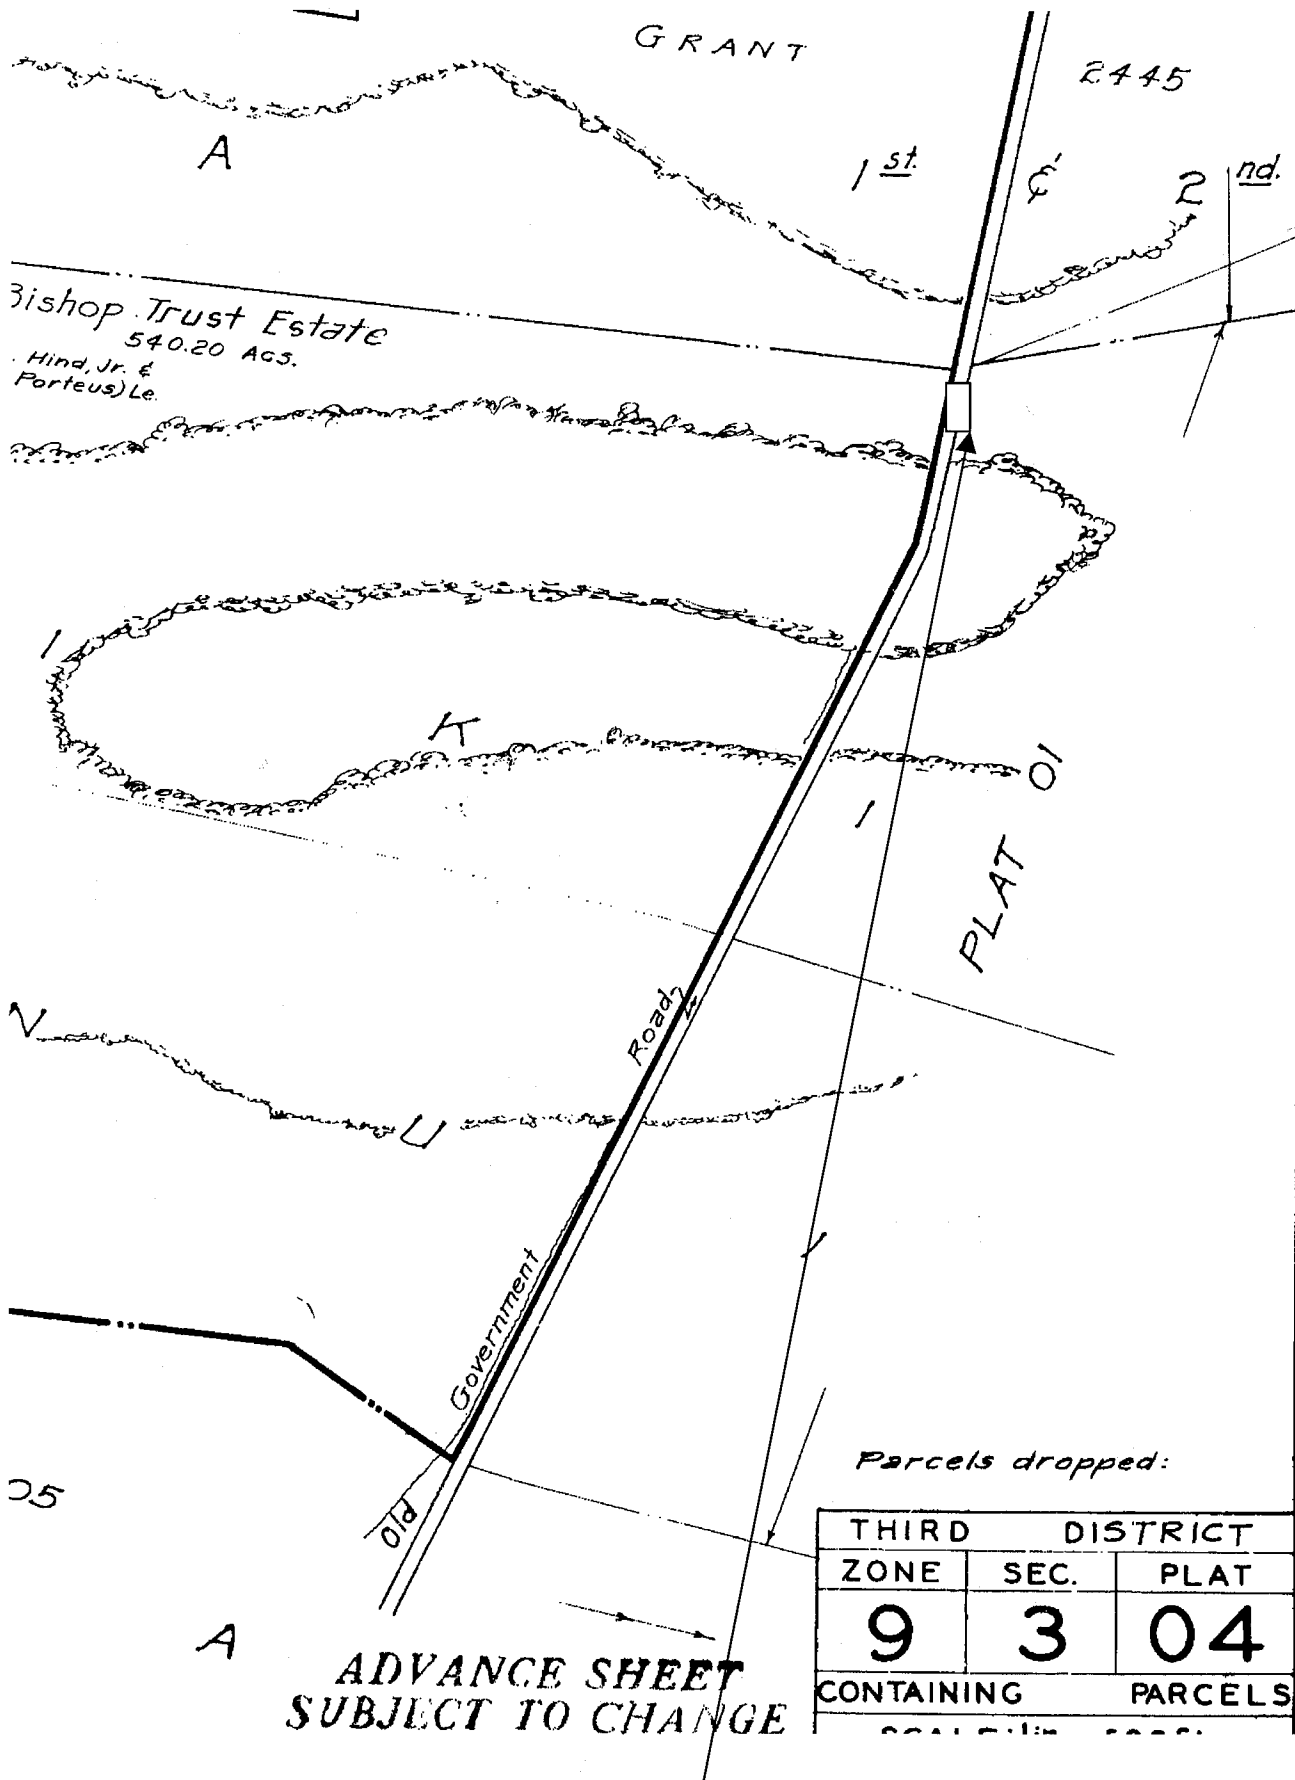 GRANT 2445
A
1st. & 2nd.
Bishop Trust Estate
540.20 Acs.
Hind, Jr. &
Porteus) Le.
I
K
PLAT 01
N
U
Old Government Road
Parcels dropped:
THIRD DISTRICT
ZONE SEC. PLAT
9 3 04
CONTAINING PARCELS
05
A
ADVANCE SHEET
SUBJECT TO CHANGE